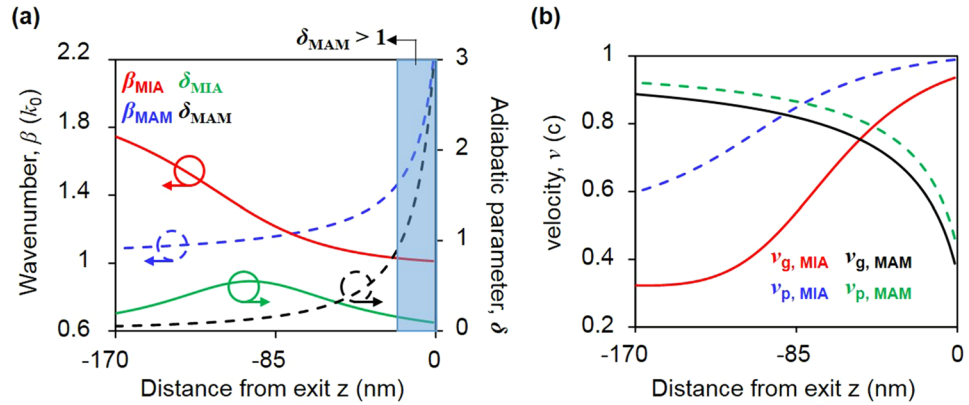 (a)
δMAM > 1
2.2
1.8
1.4
1
0.6
3
2
1
0
βMIA δMIA
βMAM δMAM
Wavenumber, β (k0)
Adiabatic parameter, δ
-170
-85
0
Distance from exit z (nm)
(b)
1
0.8
0.6
0.4
0.2
velocity, v (c)
vg, MIA vg, MAM
vp, MIA vp, MAM
-170
-85
0
Distance from exit z (nm)